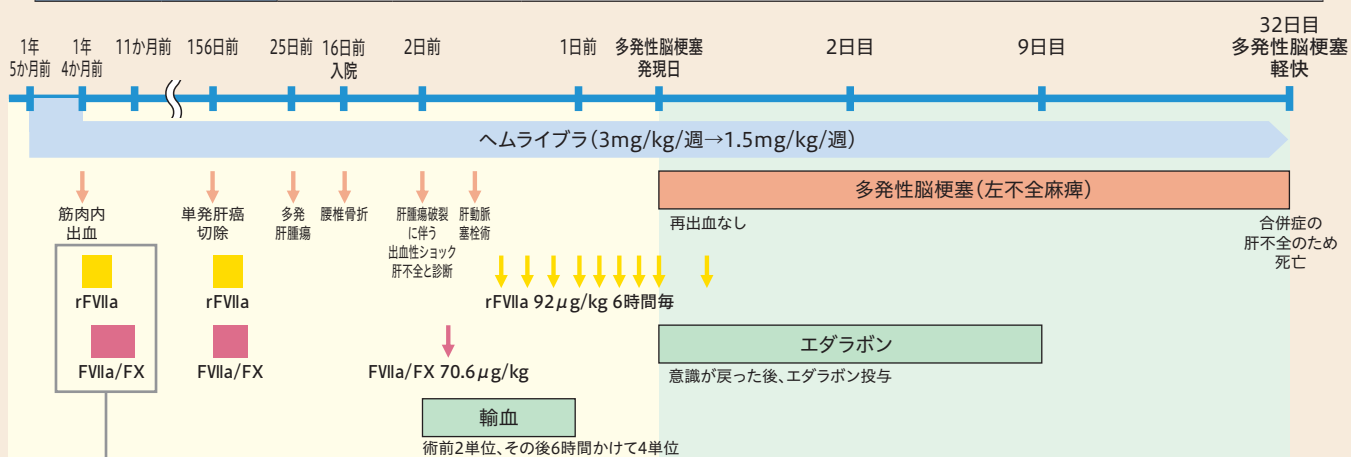 1年
5か月前
1年
4か月前
11か月前
156日前
25日前
16日前
入院
2日前
1日前
多発性脳梗塞
発現日
2日目
9日目
32日目
多発性脳梗塞
軽快
ヘムライブラ(3mg/kg/週→1.5mg/kg/週)
筋肉内
出血
単発肝癌
切除
多発
肝腫瘍
腰椎骨折
肝腫瘍破裂
に伴う
出血性ショック
肝不全と診断
肝動脈
塞栓術
多発性脳梗塞(左不全麻痺)
再出血なし
合併症の
肝不全のため
死亡
rFVIIa
rFVIIa
rFVIIa 92μg/kg 6時間毎
FVIIa/FX
FVIIa/FX
FVIIa/FX 70.6μg/kg
エダラボン
意識が戻った後、エダラボン投与
輸血
術前2単位、その後6時間かけて4単位